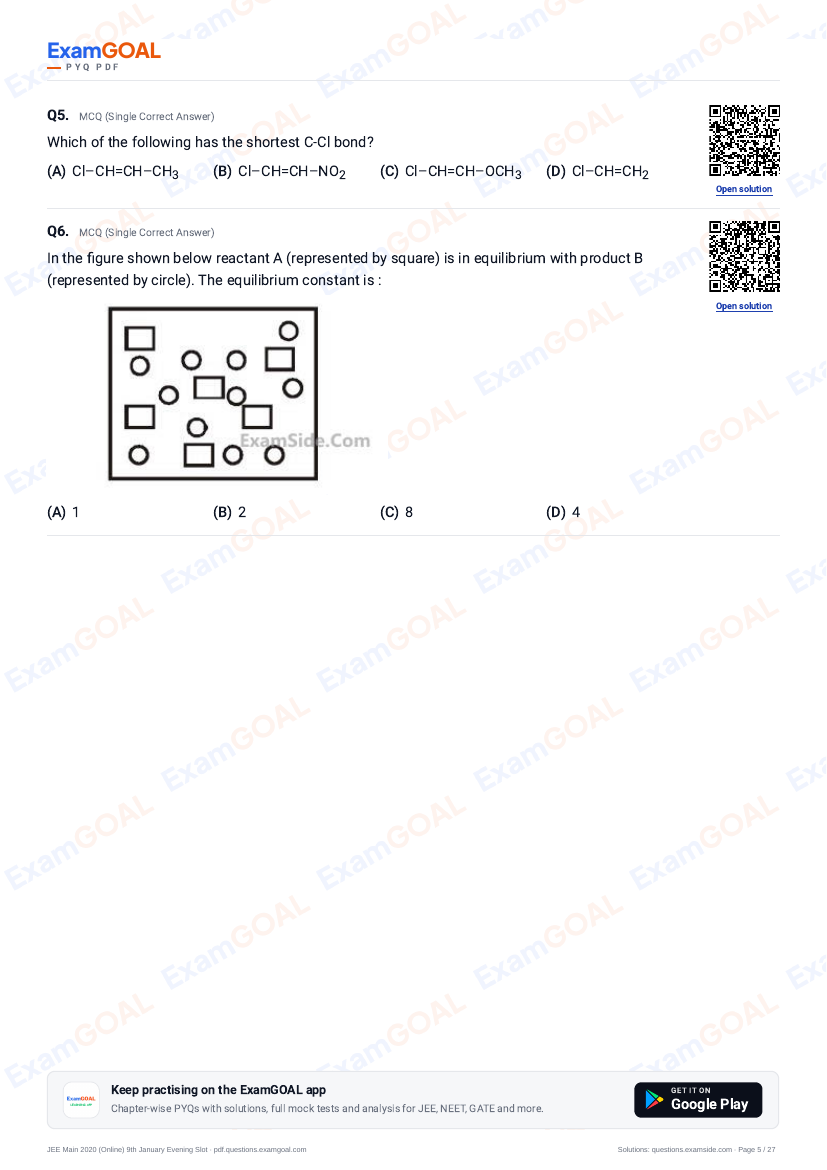 ExamGOAL
PYQ PDF
Q5. MCQ (Single Correct Answer)
Which of the following has the shortest C-Cl bond?
(A) Cl−CH=CH−CH₃ (B) Cl−CH=CH−NO₂ (C) Cl−CH=CH−OCH₃ (D) Cl−CH=CH₂
Open solution
Q6. MCQ (Single Correct Answer)
In the figure shown below reactant A (represented by square) is in equilibrium with product B
(represented by circle). The equilibrium constant is :
Open solution
ExamSide.Com
(A) 1 (B) 2 (C) 8 (D) 4
ExamGOAL
Keep practising on the ExamGOAL app
Chapter-wise PYQs with solutions, full mock tests and analysis for JEE, NEET, GATE and more.
GET IT ON
Google Play
JEE Main 2020 (Online) 9th January Evening Slot · pdf.questions.examgoal.com
Solutions: questions.examside.com · Page 5 / 27